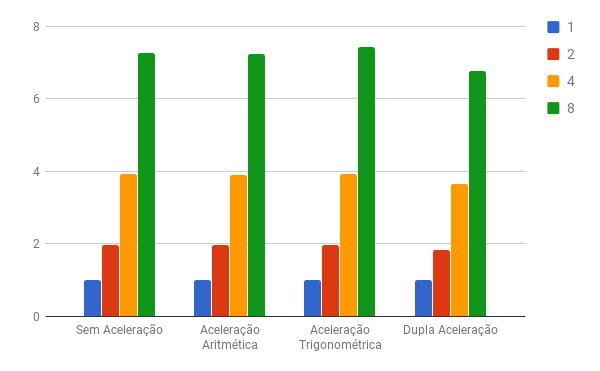 8
6
4
2
0
Sem Aceleração
Aceleração
Aritmética
Aceleração
Trigonométrica
Dupla Aceleração
1
2
4
8